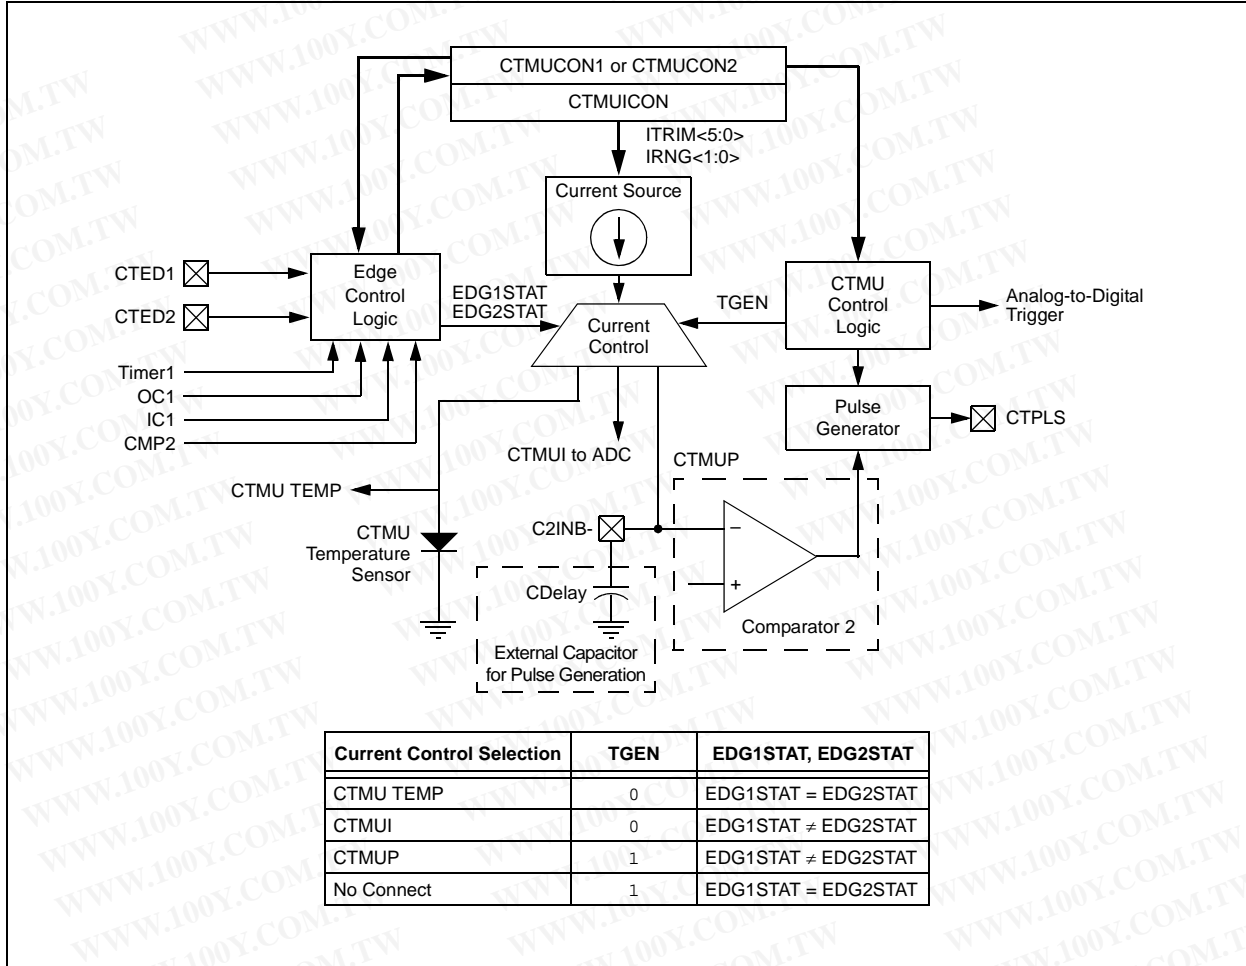 CTMUCON1 or CTMUCON2
CTMUICON
ITRIM<5:0>
IRNG<1:0>
Current Source
CTED1
CTED2
Edge
Control
Logic
EDG1STAT
EDG2STAT
Current
Control
TGEN
CTMU
Control
Logic
Analog-to-Digital
Trigger
Timer1
OC1
IC1
CMP2
Pulse
Generator
CTPLS
CTMUI to ADC
CTMUP
CTMU TEMP
C2INB-
CTMU
Temperature
Sensor
CDelay
−
+
Comparator 2
External Capacitor
for Pulse Generation
Current Control Selection TGEN EDG1STAT, EDG2STAT
CTMU TEMP 0 EDG1STAT = EDG2STAT
CTMUI 0 EDG1STAT ≠ EDG2STAT
CTMUP 1 EDG1STAT ≠ EDG2STAT
No Connect 1 EDG1STAT = EDG2STAT
WWW.100Y.COM.TW